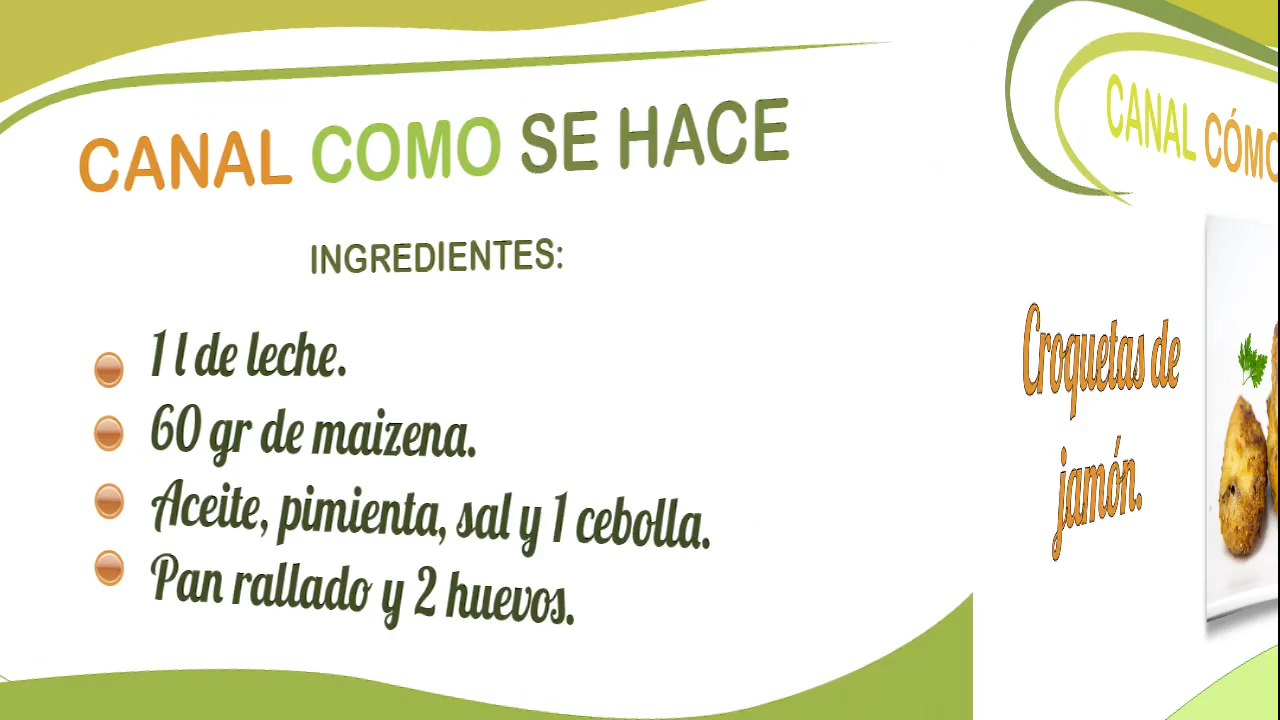 CANAL COMO SE HACE
INGREDIENTES:
1 l de leche.
60 gr de maizena.
Aceite, pimienta, sal y 1 cebolla.
Pan rallado y 2 huevos.
CANAL CÓMO
Croquetas de
jamón.